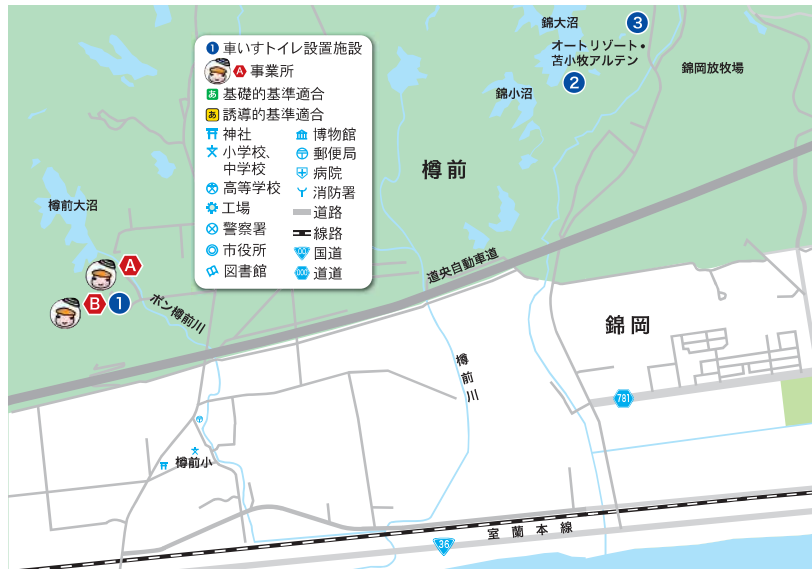 錦大沼
3
オートリゾート・
苫小牧アルテン
2
錦小沼
錦岡放牧場
1 車いすトイレ設置施設
A 事業所
あ 基礎的基準適合
あ 誘導的基準適合
神社
小学校、
中学校
高等学校
工場
警察署
市役所
図書館
博物館
郵便局
病院
消防署
道路
線路
000 国道
000 道道
樽前
樽前大沼
A
B 1
ポン樽前川
道央自動車道
錦岡
樽前川
781
樽前小
室蘭本線
36